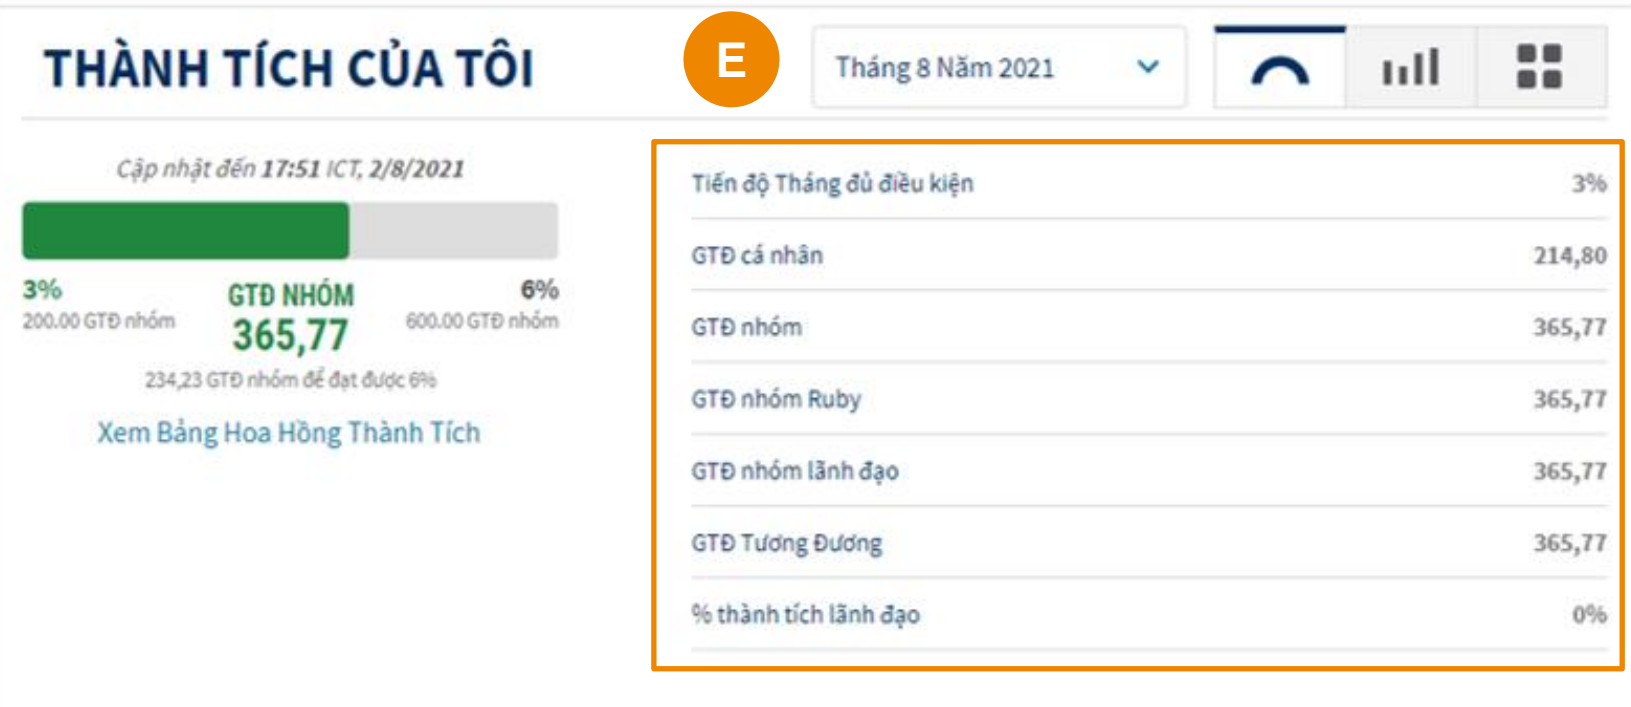 THÀNH TÍCH CỦA TÔI
E
Tháng 8 Năm 2021
Cập nhật đến 17:51 ICT, 2/8/2021
3%
200.00 GTĐ nhóm
GTĐ NHÓM
365,77
6%
600.00 GTĐ nhóm
234,23 GTĐ nhóm để đạt được 6%
Xem Bảng Hoa Hồng Thành Tích
Tiến độ Tháng đủ điều kiện 3%
GTĐ cá nhân 214,80
GTĐ nhóm 365,77
GTĐ nhóm Ruby 365,77
GTĐ nhóm lãnh đạo 365,77
GTĐ Tương Đương 365,77
% thành tích lãnh đạo 0%